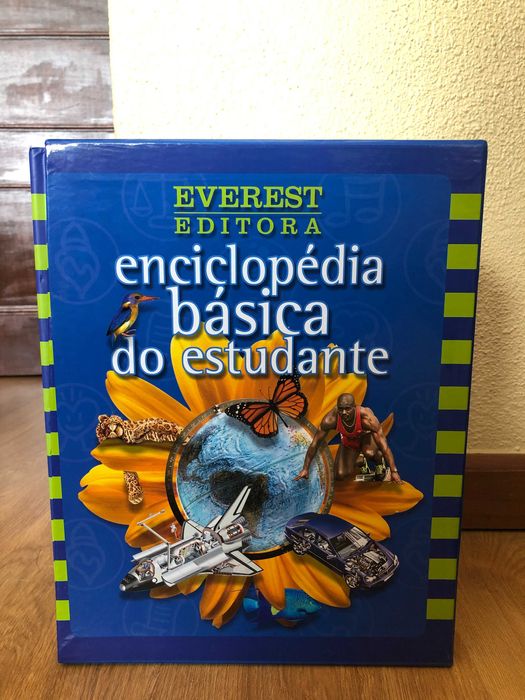 EVEREST
EDITORA
enciclopédia
básica
do estudante